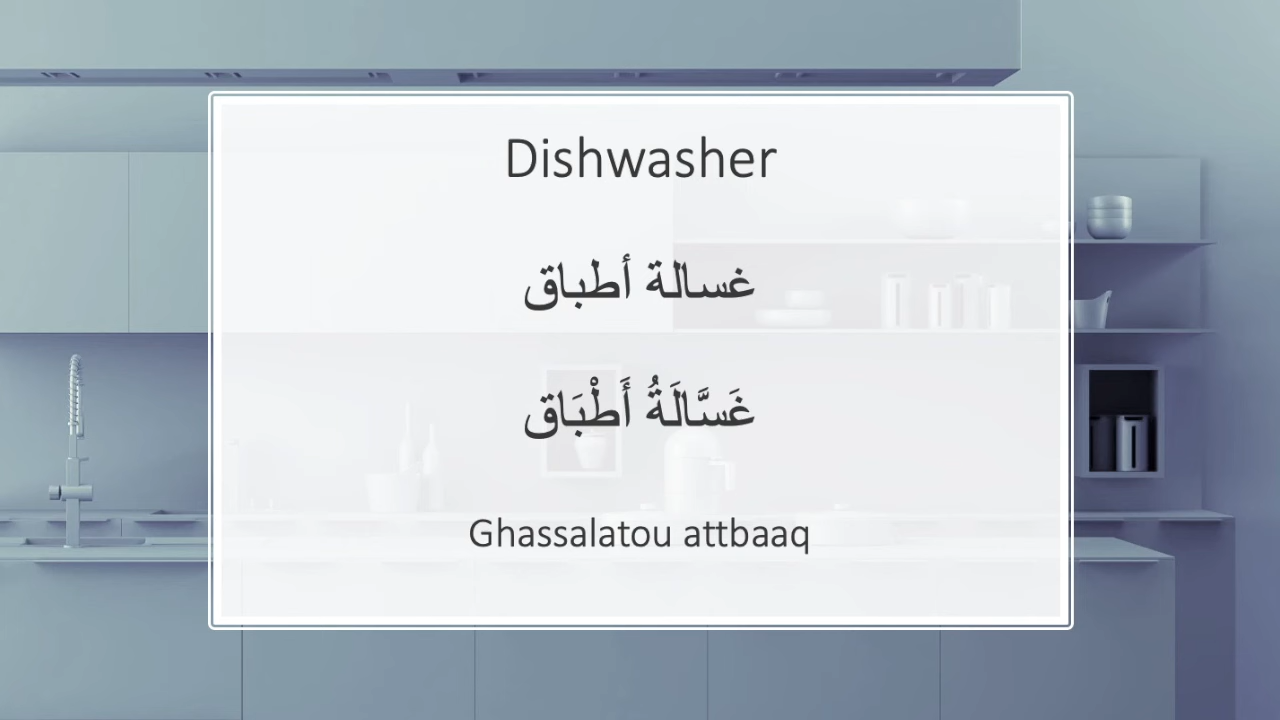 Dishwasher
غسالة أطباق
غَسَّالَةُ أَطْبَاق
Ghassalatou attbaaq